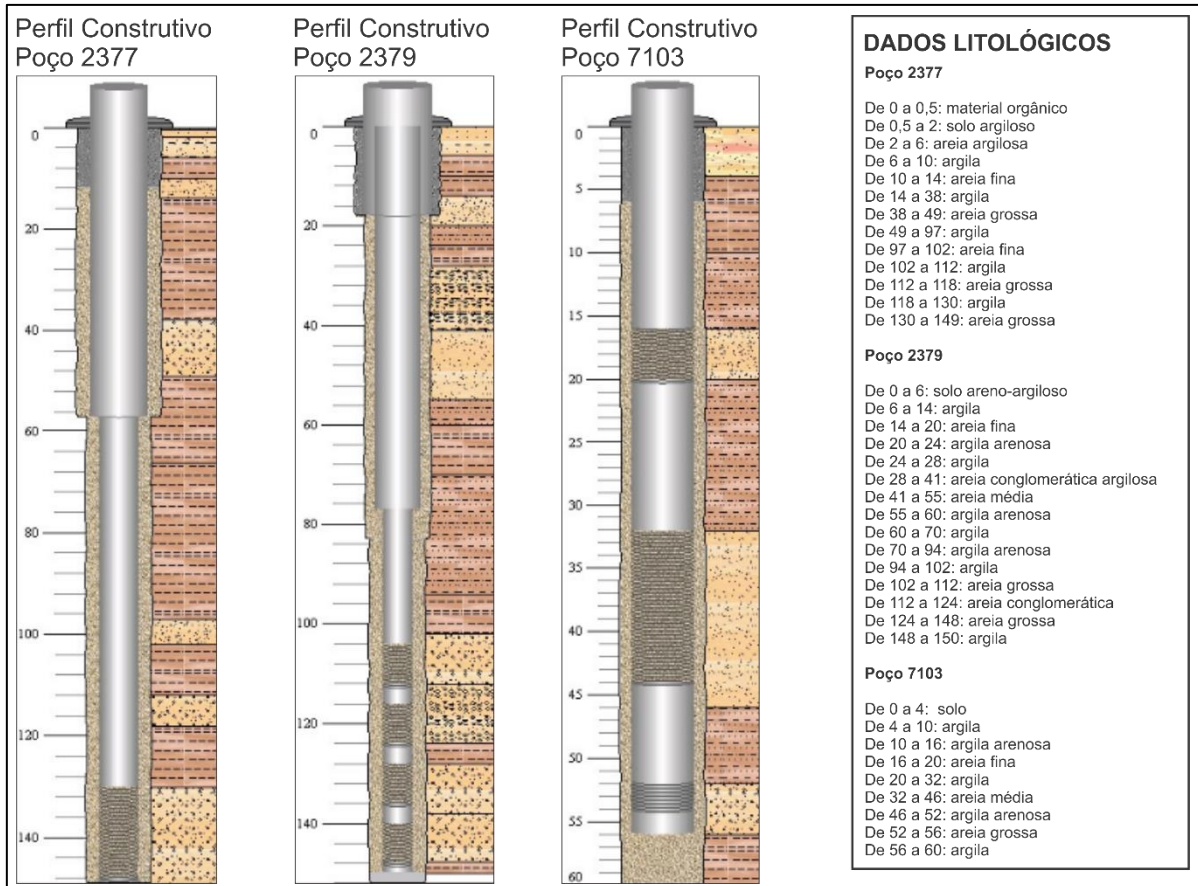 Perfil Construtivo
Poço 2377
0
20
40
60
80
100
120
140
Perfil Construtivo
Poço 2379
0
20
40
60
80
100
120
140
Perfil Construtivo
Poço 7103
0
5
10
15
20
25
30
35
40
45
50
55
60
DADOS LITOLÓGICOS
Poço 2377
De 0 a 0,5: material orgânico
De 0,5 a 2: solo argiloso
De 2 a 6: areia argilosa
De 6 a 10: argila
De 10 a 14: areia fina
De 14 a 38: argila
De 38 a 49: areia grossa
De 49 a 97: argila
De 97 a 102: areia fina
De 102 a 112: argila
De 112 a 118: areia grossa
De 118 a 130: argila
De 130 a 149: areia grossa
Poço 2379
De 0 a 6: solo areno-argiloso
De 6 a 14: argila
De 14 a 20: areia fina
De 20 a 24: argila arenosa
De 24 a 28: argila
De 28 a 41: areia conglomerática argilosa
De 41 a 55: areia média
De 55 a 60: argila arenosa
De 60 a 70: argila
De 70 a 94: argila arenosa
De 94 a 102: argila
De 102 a 112: areia grossa
De 112 a 124: areia conglomerática
De 124 a 148: areia grossa
De 148 a 150: argila
Poço 7103
De 0 a 4: solo
De 4 a 10: argila
De 10 a 16: argila arenosa
De 16 a 20: areia fina
De 20 a 32: argila
De 32 a 46: areia média
De 46 a 52: argila arenosa
De 52 a 56: areia grossa
De 56 a 60: argila